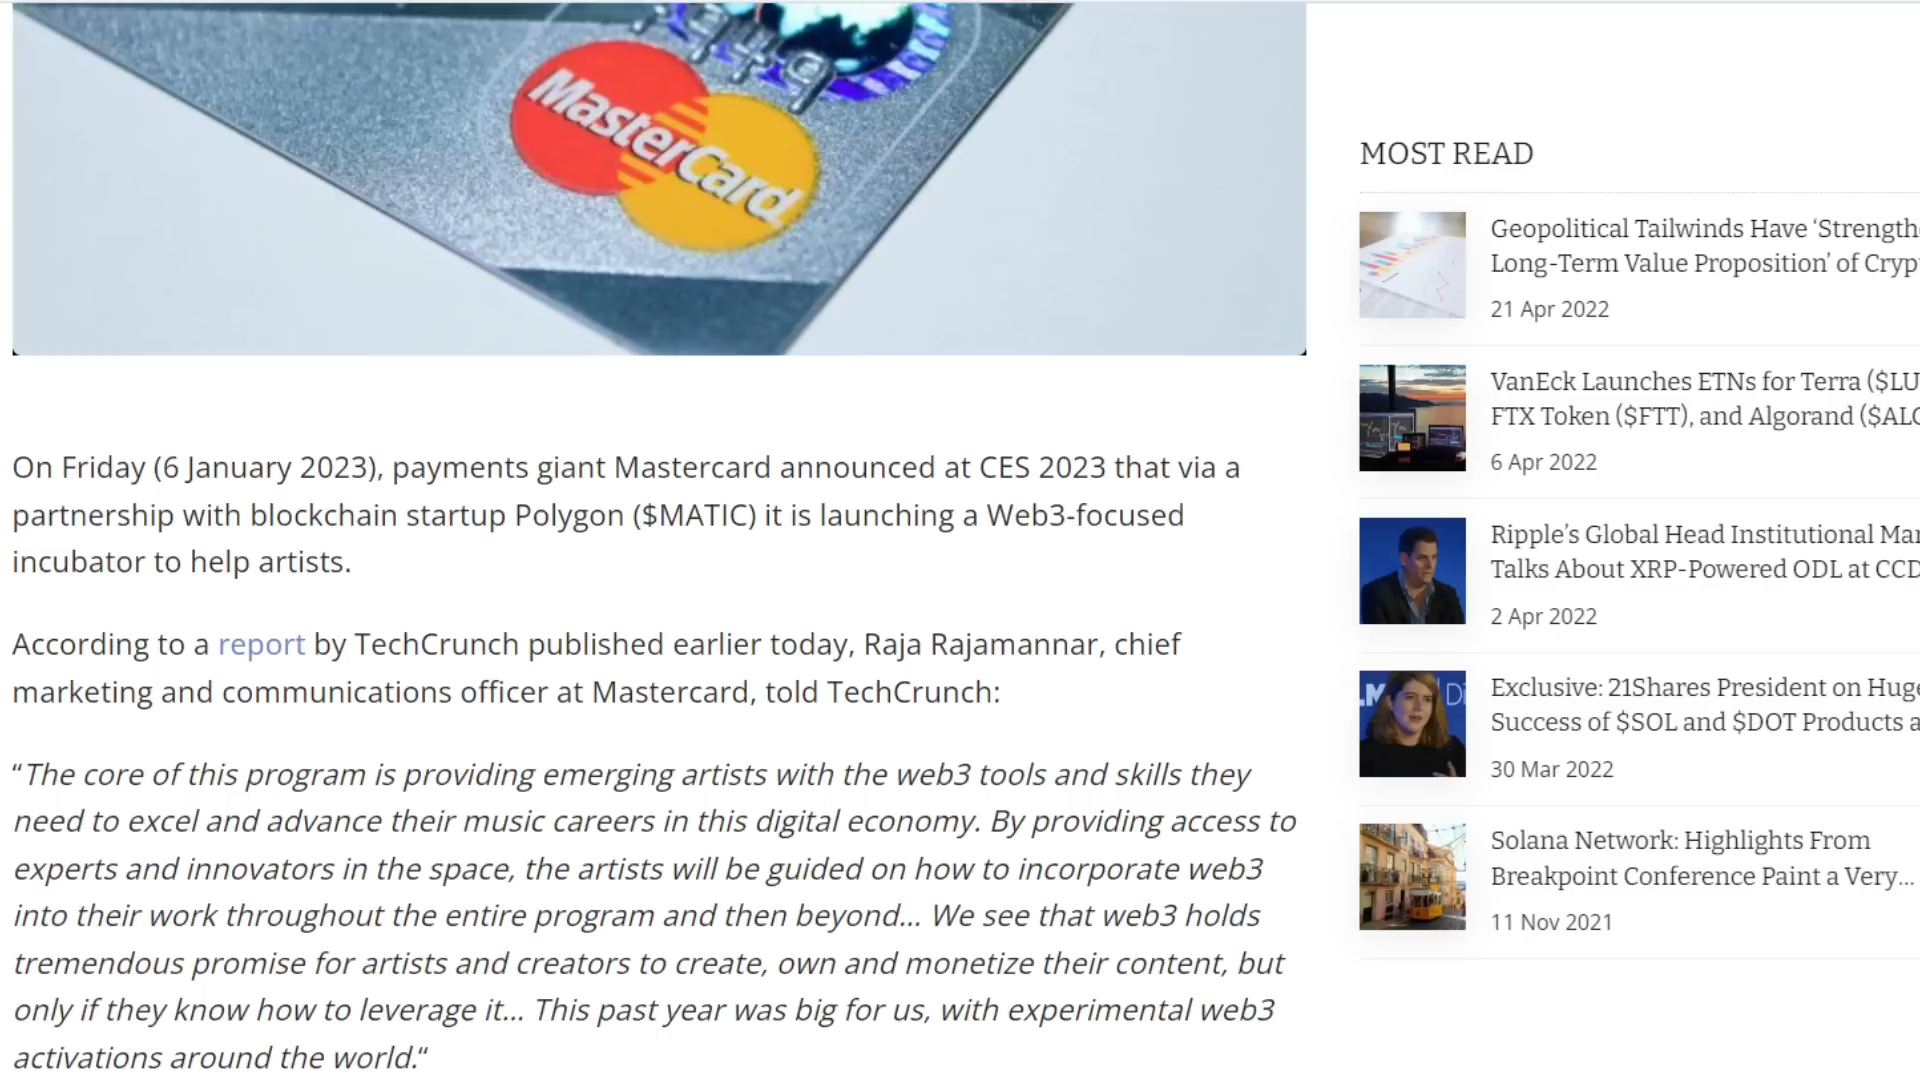 MasterCard
On Friday (6 January 2023), payments giant Mastercard announced at CES 2023 that via a
partnership with blockchain startup Polygon ($MATIC) it is launching a Web3-focused
incubator to help artists.
According to a report by TechCrunch published earlier today, Raja Rajamannar, chief
marketing and communications officer at Mastercard, told TechCrunch:
“The core of this program is providing emerging artists with the web3 tools and skills they
need to excel and advance their music careers in this digital economy. By providing access to
experts and innovators in the space, the artists will be guided on how to incorporate web3
into their work throughout the entire program and then beyond… We see that web3 holds
tremendous promise for artists and creators to create, own and monetize their content, but
only if they know how to leverage it… This past year was big for us, with experimental web3
activations around the world.“
MOST READ
Geopolitical Tailwinds Have ‘Strengthe
Long-Term Value Proposition’ of Cryp
21 Apr 2022
VanEck Launches ETNs for Terra ($LU
FTX Token ($FTT), and Algorand ($ALG
6 Apr 2022
Ripple’s Global Head Institutional Mar
Talks About XRP-Powered ODL at CCD
2 Apr 2022
Exclusive: 21Shares President on Huge
Success of $SOL and $DOT Products a
30 Mar 2022
Solana Network: Highlights From
Breakpoint Conference Paint a Very…
11 Nov 2021